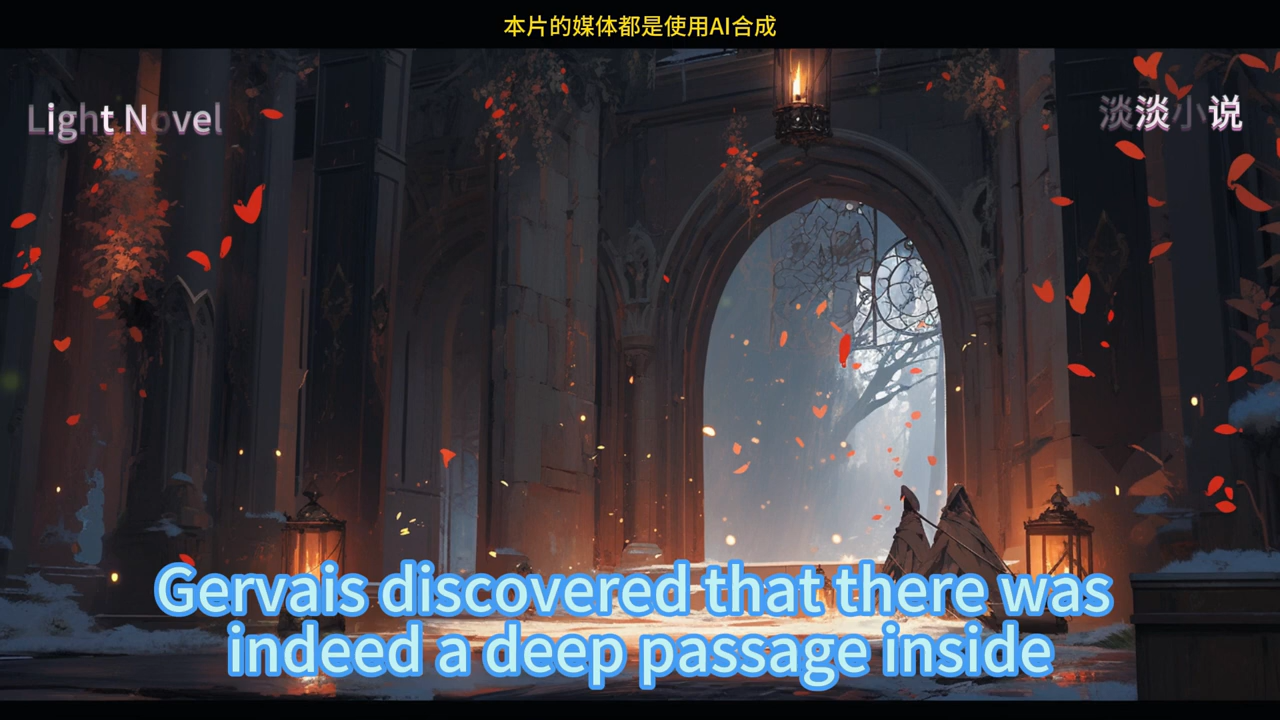 本片的媒体都是使用AI合成
Light Novel
淡淡小说
Gervais discovered that there was
indeed a deep passage inside